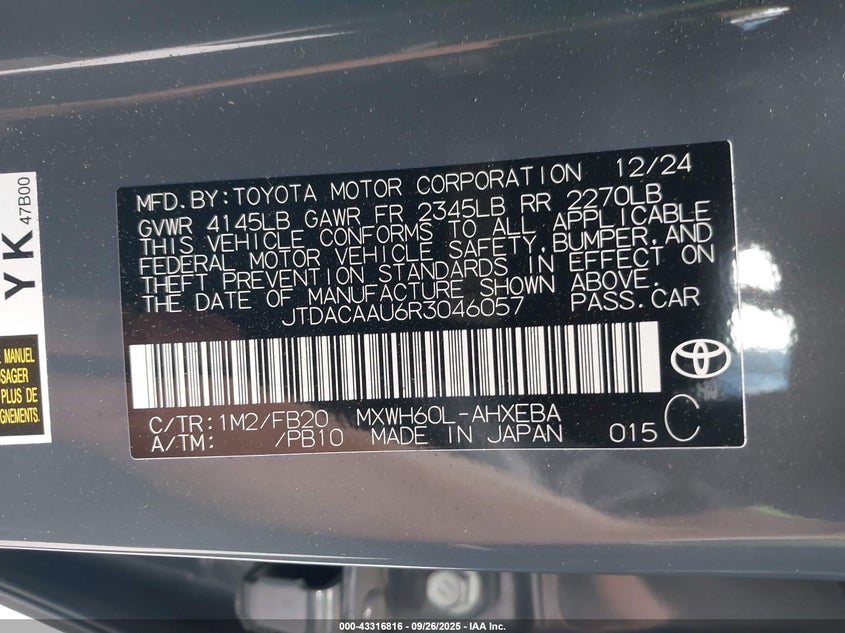 MFD. BY: TOYOTA MOTOR CORPORATION 12/24
GVWR 4145LB GAWR FR 2345LB RR 2270LB
THIS VEHICLE CONFORMS TO ALL APPLICABLE
FEDERAL MOTOR VEHICLE SAFETY, BUMPER, AND
THEFT PREVENTION STANDARDS IN EFFECT ON
THE DATE OF MANUFACTURE SHOWN ABOVE.
JTDACAAU6R3046057 PASS.CAR
C/TR: 1M2/FB20 MXWH60L-AHXEBA
A/TM: /PB10 MADE IN JAPAN 015 C
YK 47B00
MANUEL
PLUS DE
000-43316816 - 09/26/2025 - IAA Inc.